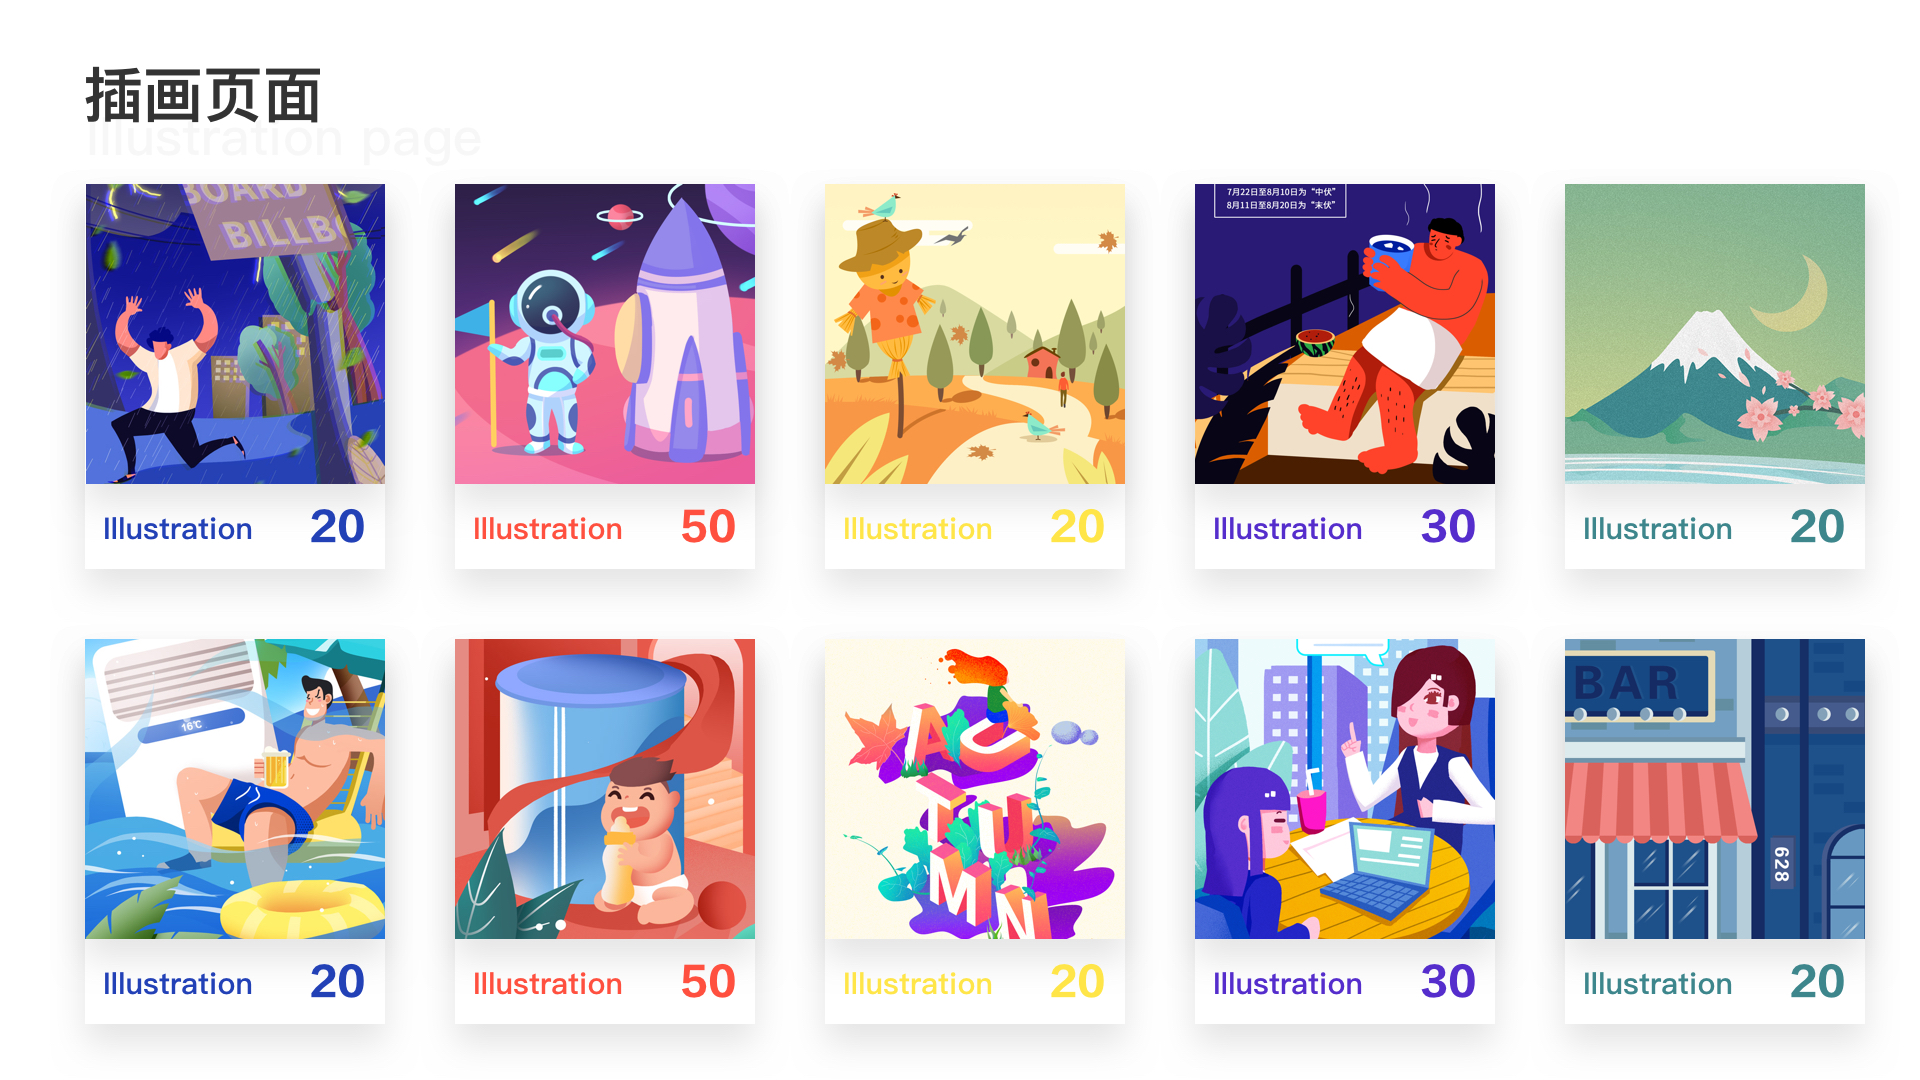 插画页面
Illustration page
BOARD
BILLB
7月22日至8月10日为“中伏”
8月11日至8月20日为“末伏”
Illustration 20
Illustration 50
Illustration 20
Illustration 30
Illustration 20
16℃
AU
TU
MN
BAR
628
Illustration 20
Illustration 50
Illustration 20
Illustration 30
Illustration 20